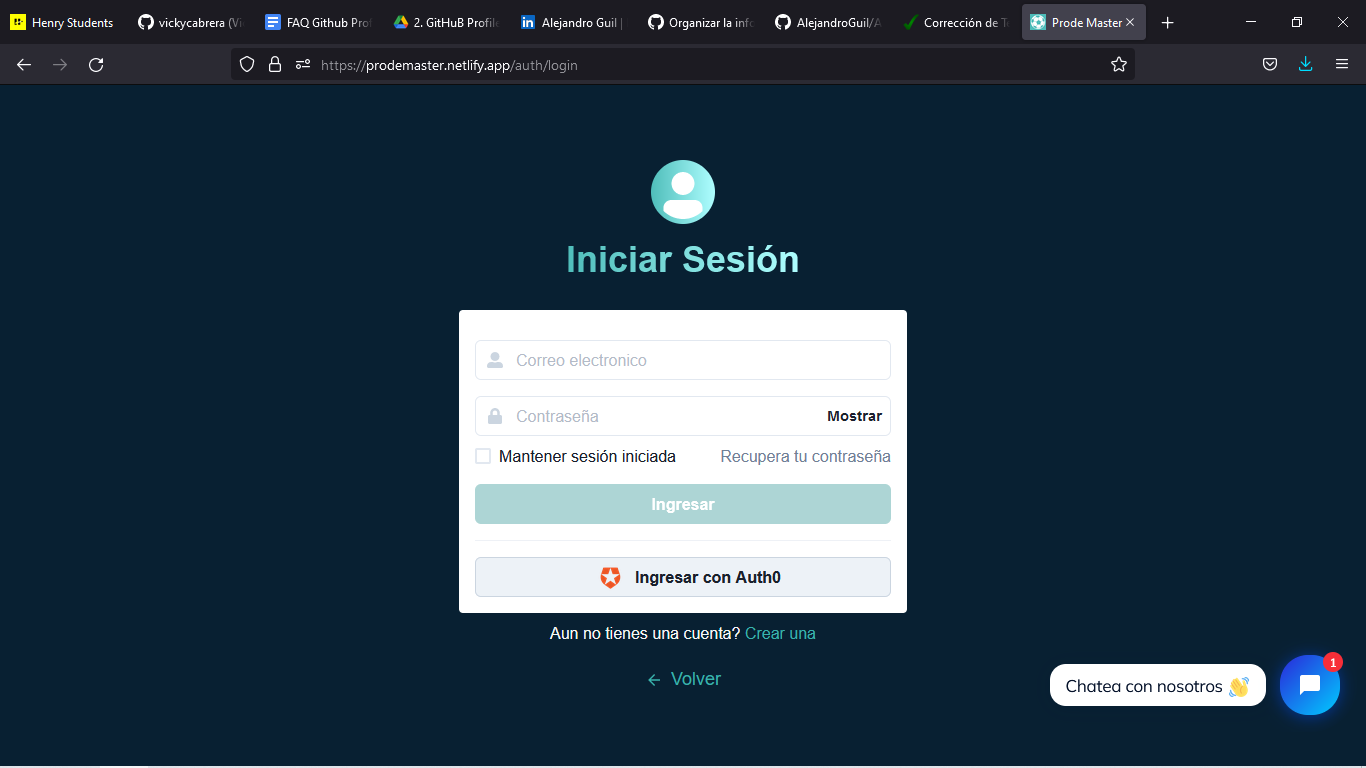 Henry Students
vickycabrera (Vi
FAQ Github Prof
2. GitHuB Profile
Alejandro Guil |
Organizar la info
AlejandroGuil/A
Corrección de Te
Prode Master
https://prodemaster.netlify.app/auth/login
Iniciar Sesión
Correo electronico
Contraseña
Mostrar
Mantener sesión iniciada
Recupera tu contraseña
Ingresar
Ingresar con Auth0
Aun no tienes una cuenta? Crear una
← Volver
Chatea con nosotros 👋
1